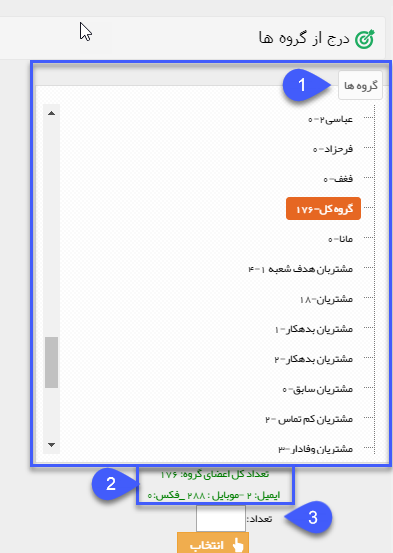 درج از گروه ها
1
گروه ها
عباسی۲-۰
فرحزاد-۰
ففف-۰
گروه کل-۱۷۶
مانا-۰
مشتریان هدف شعبه ۱-۴
مشتریان-۱۸
مشتریان بدهکار-۱
مشتریان بدهکار-۲
مشتریان سابق-۰
مشتریان کم تماس -۲
مشتریان وفادار-۳
2
تعداد کل اعضای گروه: ۱۷۶
ایمیل: ۲ -موبایل : ۲۸۸ _فکس:۰
تعداد:
3
انتخاب